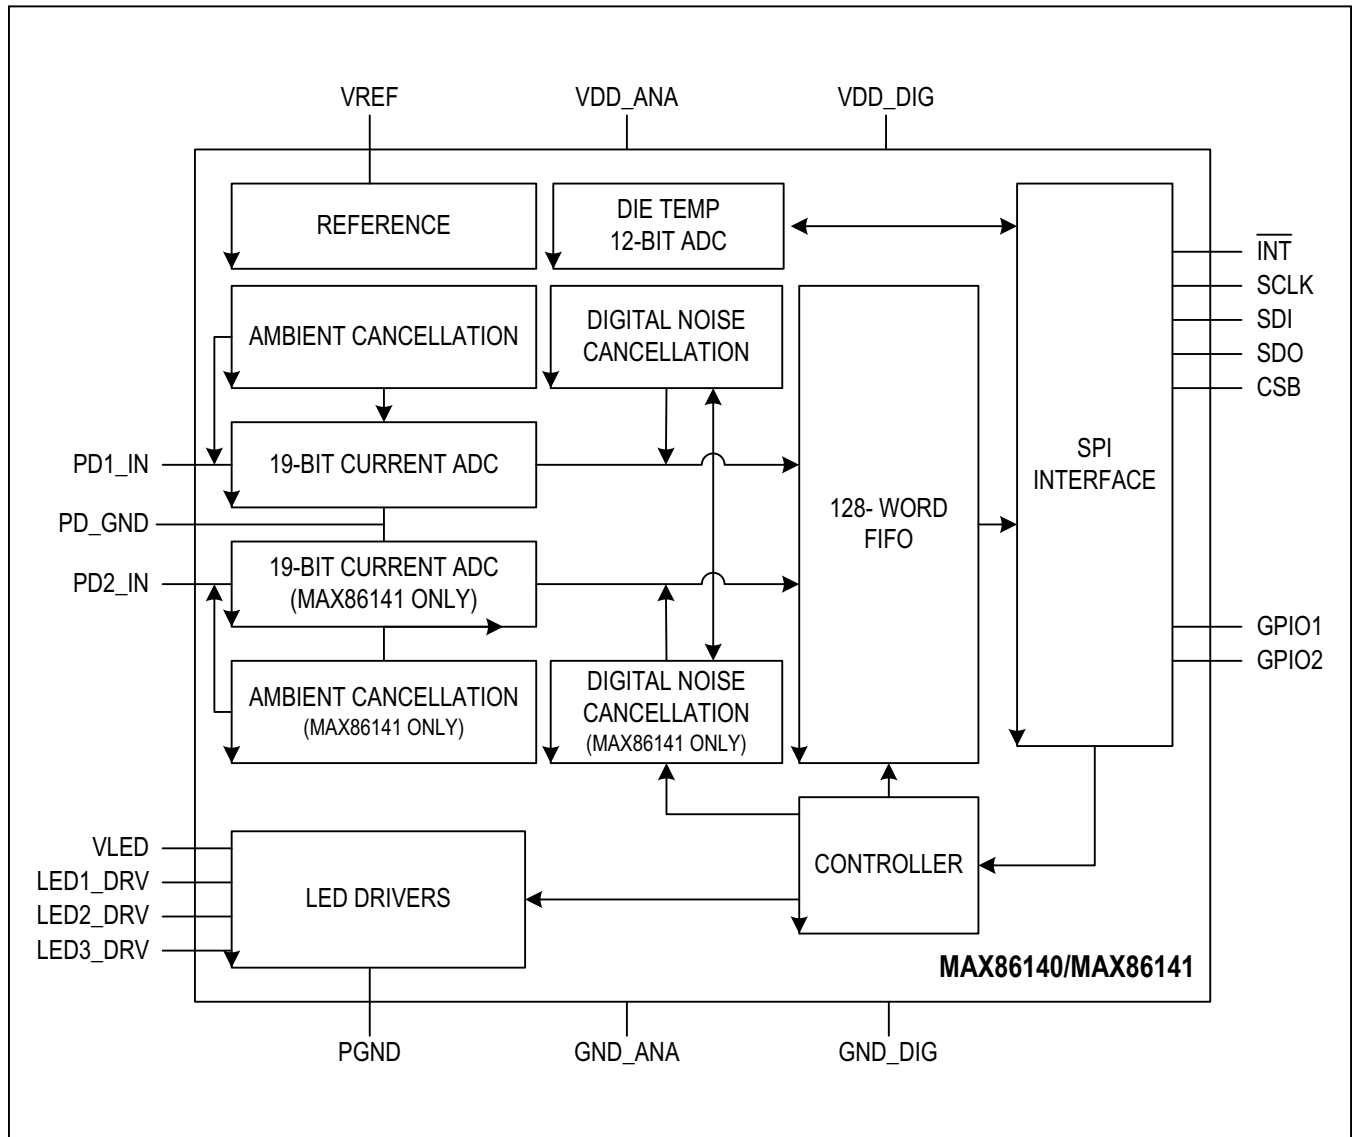 VREF
VDD_ANA
VDD_DIG
REFERENCE
DIE TEMP
12-BIT ADC
INT
SCLK
SDI
SDO
CSB
AMBIENT CANCELLATION
DIGITAL NOISE
CANCELLATION
PD1_IN
19-BIT CURRENT ADC
SPI
INTERFACE
128- WORD
FIFO
PD_GND
PD2_IN
19-BIT CURRENT ADC
(MAX86141 ONLY)
GPIO1
GPIO2
AMBIENT CANCELLATION
(MAX86141 ONLY)
DIGITAL NOISE
CANCELLATION
(MAX86141 ONLY)
VLED
LED1_DRV
LED2_DRV
LED3_DRV
LED DRIVERS
CONTROLLER
MAX86140/MAX86141
PGND
GND_ANA
GND_DIG